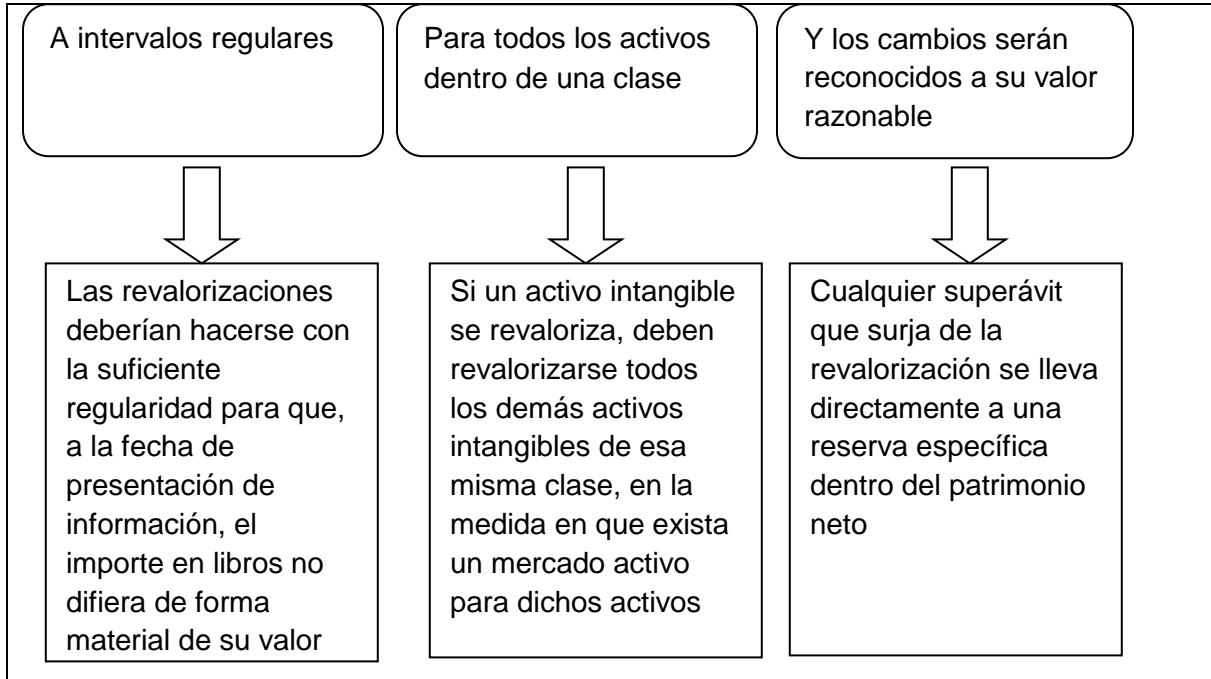 A intervalos regulares
Para todos los activos
dentro de una clase
Y los cambios serán
reconocidos a su valor
razonable
Las revalorizaciones
deberían hacerse con
la suficiente
regularidad para que,
a la fecha de
presentación de
información, el
importe en libros no
difiera de forma
material de su valor
Si un activo intangible
se revaloriza, deben
revalorizarse todos
los demás activos
intangibles de esa
misma clase, en la
medida en que exista
un mercado activo
para dichos activos
Cualquier superávit
que surja de la
revalorización se lleva
directamente a una
reserva específica
dentro del patrimonio
neto